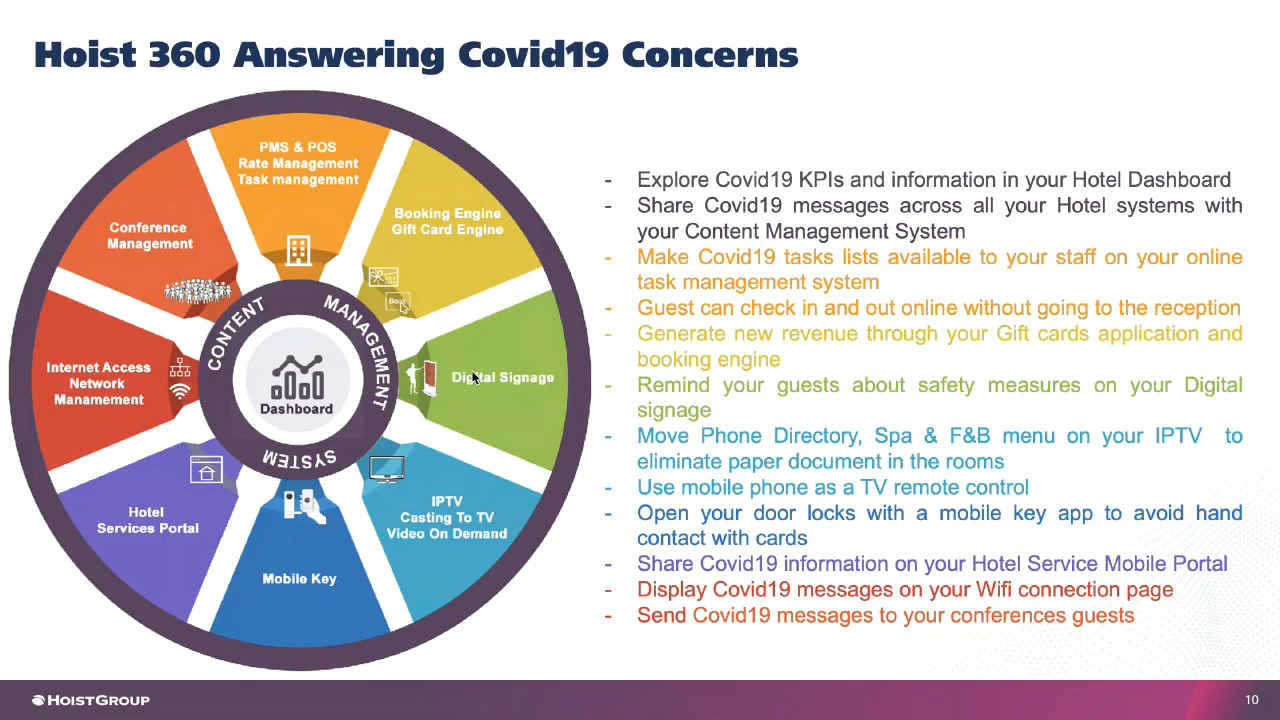 Hoist 360 Answering Covid19 Concerns
PMS & POS
Rate Management
Task management
Booking Engine
Gift Card Engine
Digital Signage
IPTV
Casting To TV
Video On Demand
Mobile Key
Hotel
Services Portal
Internet Access
Network
Manamement
Conference
Management
CONTENT
MANAGEMENT
SYSTEM
Dashboard
Book
- Explore Covid19 KPIs and information in your Hotel Dashboard
- Share Covid19 messages across all your Hotel systems with
your Content Management System
- Make Covid19 tasks lists available to your staff on your online
task management system
- Guest can check in and out online without going to the reception
- Generate new revenue through your Gift cards application and
booking engine
- Remind your guests about safety measures on your Digital
signage
- Move Phone Directory, Spa & F&B menu on your IPTV to
eliminate paper document in the rooms
- Use mobile phone as a TV remote control
- Open your door locks with a mobile key app to avoid hand
contact with cards
- Share Covid19 information on your Hotel Service Mobile Portal
- Display Covid19 messages on your Wifi connection page
- Send Covid19 messages to your conferences guests
HOISTGROUP
10